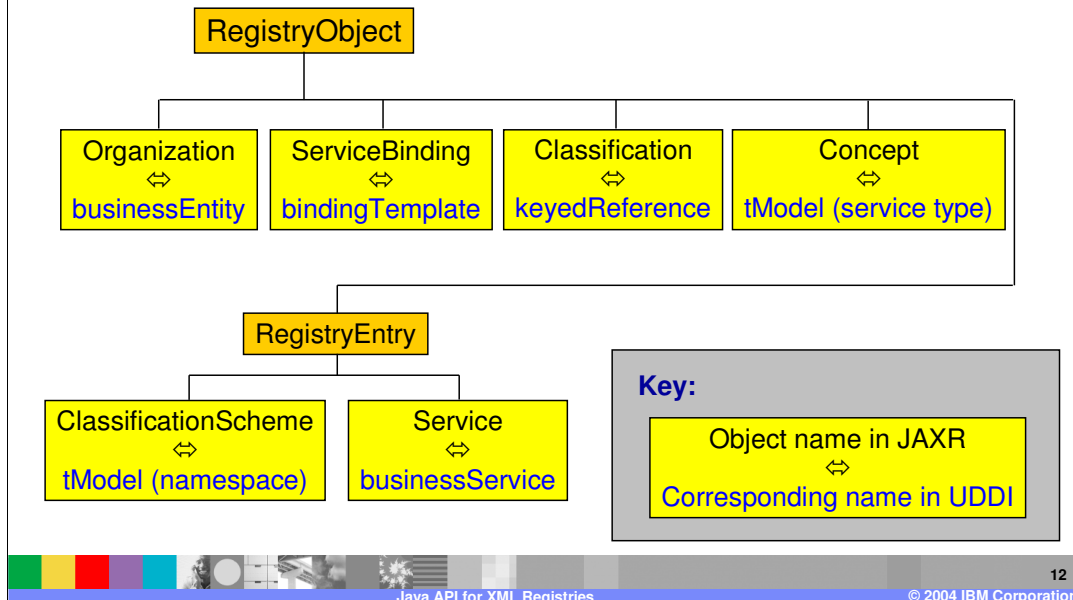 RegistryObject
Organization
⇔
businessEntity
ServiceBinding
⇔
bindingTemplate
Classification
⇔
keyedReference
Concept
⇔
tModel (service type)
RegistryEntry
ClassificationScheme
⇔
tModel (namespace)
Service
⇔
businessService
Key:
Object name in JAXR
⇔
Corresponding name in UDDI
12
Java API for XML Registries
© 2004 IBM Corporation